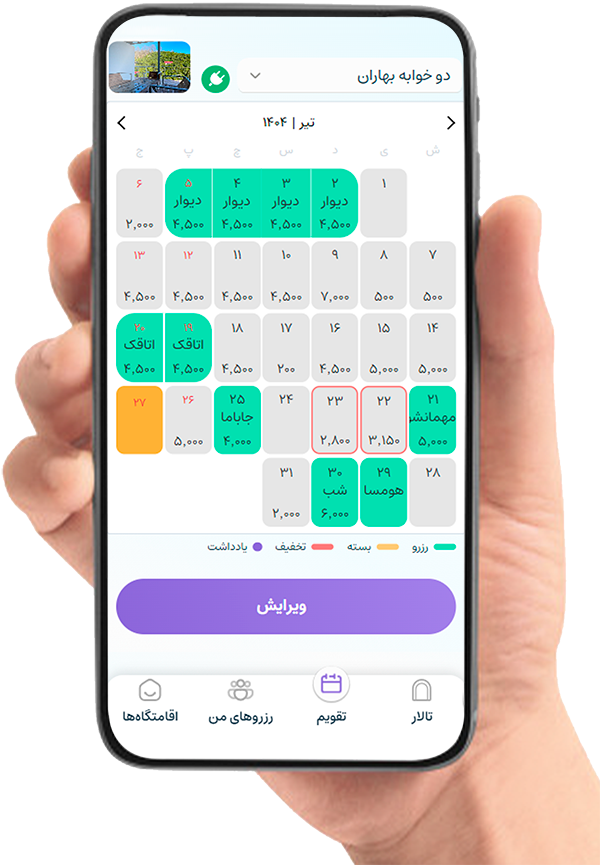 دو خوابه بهاران
تیر | ۱۴۰۴
ش ی د س چ پ ج
۱ ۲ ۳ ۴ ۵ ۶
دیوار دیوار دیوار دیوار
۴,۵۰۰ ۴,۵۰۰ ۴,۵۰۰ ۴,۵۰۰ ۲,۰۰۰
۷ ۸ ۹ ۱۰ ۱۱ ۱۲ ۱۳
۵۰۰ ۵۰۰ ۷,۰۰۰ ۴,۵۰۰ ۴,۵۰۰ ۴,۵۰۰ ۴,۵۰۰
۱۴ ۱۵ ۱۶ ۱۷ ۱۸ ۱۹ ۲۰
اتاقک اتاقک
۵,۰۰۰ ۵,۰۰۰ ۴,۵۰۰ ۲۰۰ ۴,۵۰۰ ۴,۵۰۰ ۴,۵۰۰
۲۱ ۲۲ ۲۳ ۲۴ ۲۵ ۲۶ ۲۷
مهمانشو جاباما
۵,۰۰۰ ۳,۱۵۰ ۲,۸۰۰ ۴,۰۰۰ ۵,۰۰۰
۲۸ ۲۹ ۳۰ ۳۱
هومسا شب
۶,۰۰۰ ۲,۰۰۰
رزرو بسته تخفیف یادداشت
ویرایش
تالار تقویم رزروهای من اقامتگاه‌ها